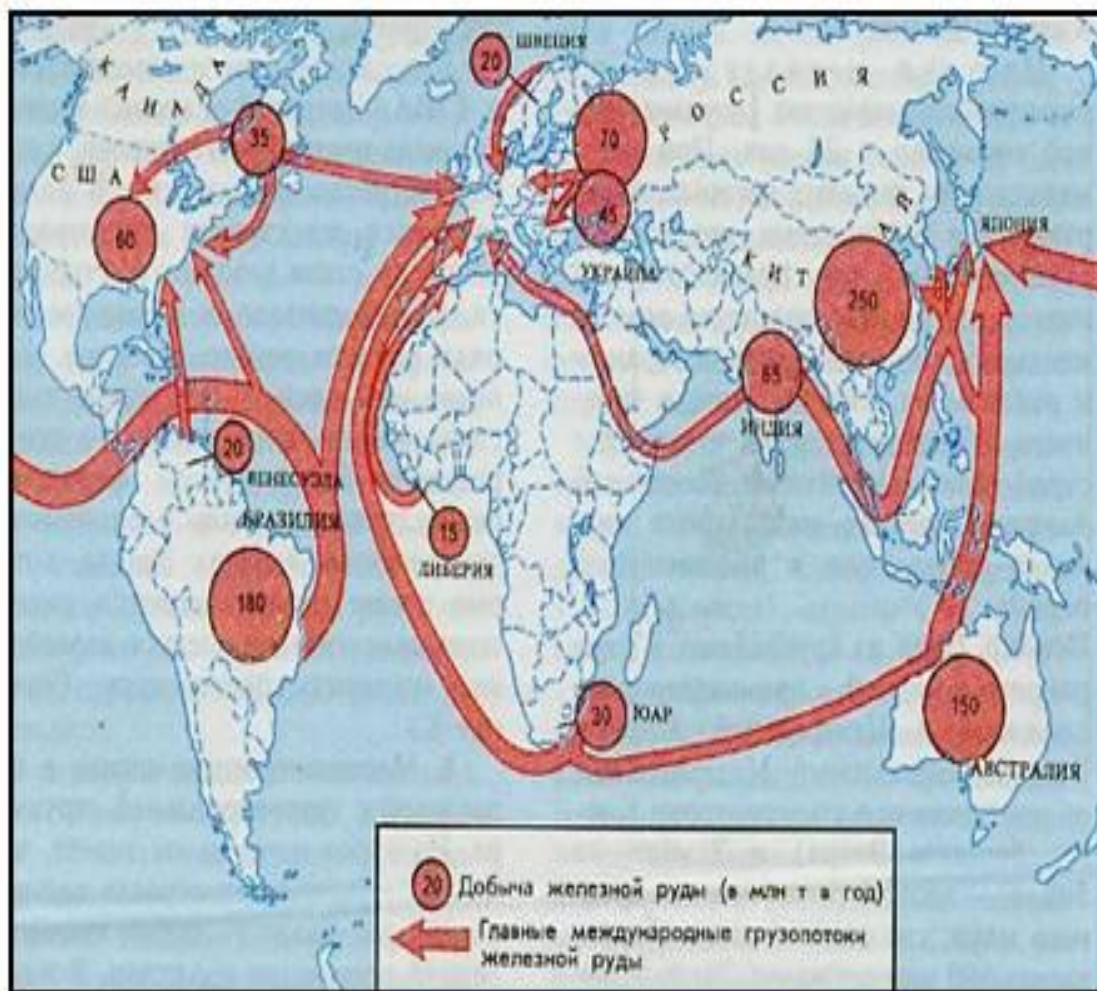 КАНАДА
США
35
60
20
ШВЕЦИЯ
70
РОССИЯ
45
УКРАИНА
КИТАЙ
250
ЯПОНИЯ
65
ИНДИЯ
20
ВЕНЕСУЭЛА
БРАЗИЛИЯ
180
15
ЛИБЕРИЯ
30
ЮАР
150
АВСТРАЛИЯ
20 Добыча железной руды (в млн т в год)
Главные международные грузопотоки
железной руды